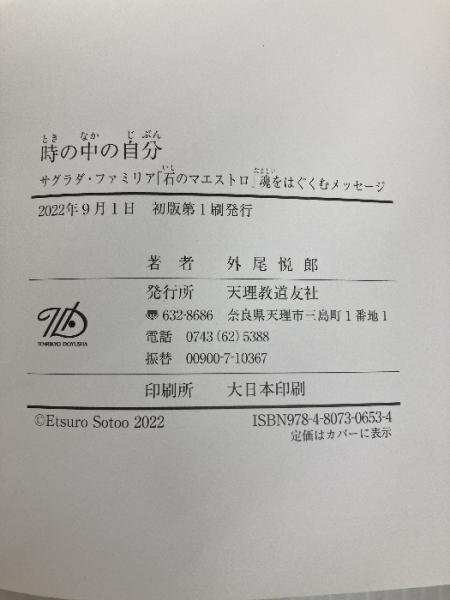 とき なか じ ぶん
時の中の自分
いし たましい
サグラダ・ファミリア「石のマエストロ」魂をはぐくむメッセージ
2022年9月1日 初版第1刷発行
著者 外尾悦郎
発行所 天理教道友社
〠632-8686 奈良県天理市三島町1番地1
電話 0743(62)5388
振替 00900-7-10367
TENRIKYO DOYUSHA
印刷所 大日本印刷
©Etsuro Sotoo 2022
ISBN978-4-8073-0653-4
定価はカバーに表示